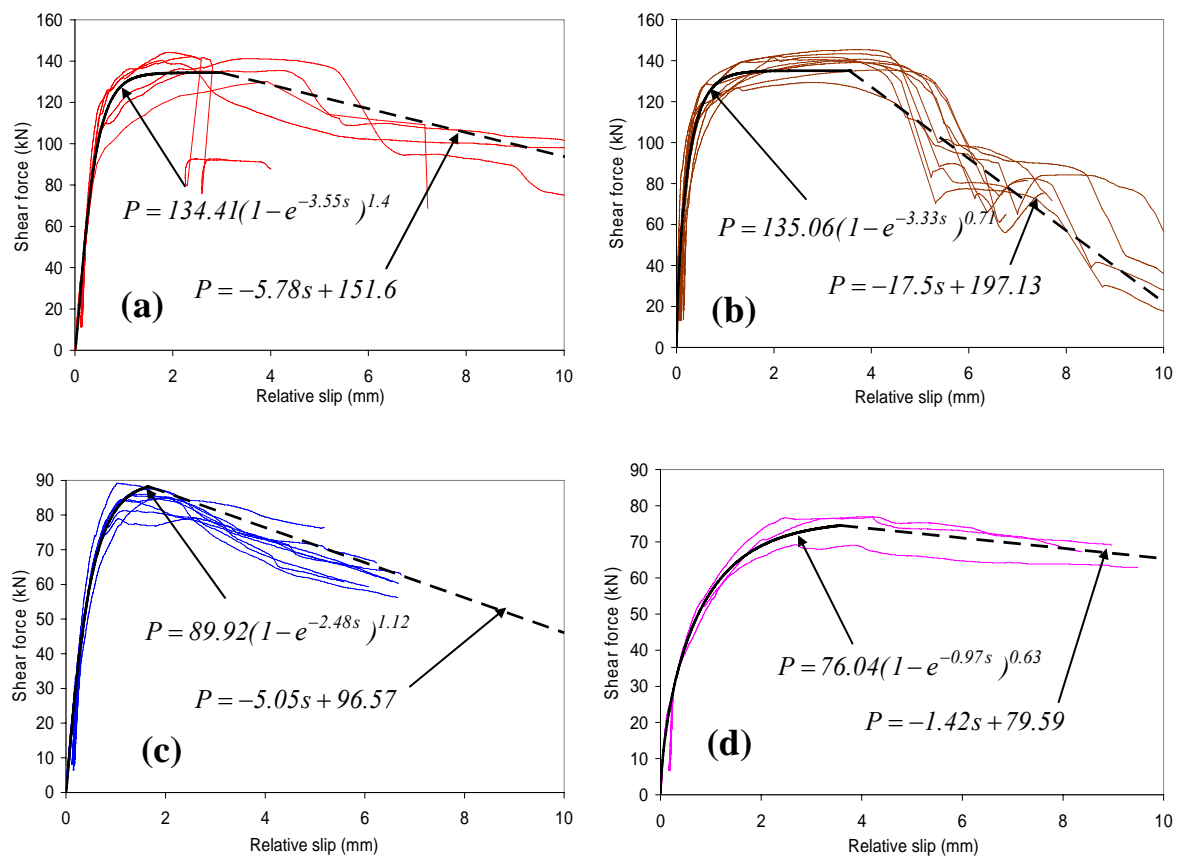 160
140
120
100
80
60
40
20
0
Shear force (kN)
P = 134.41(1 – e^{–3.55s})^{1.4}
P = –5.78s + 151.6
(a)
0 2 4 6 8 10
Relative slip (mm)
160
140
120
100
80
60
40
20
0
Shear force (kN)
P = 135.06(1 – e^{–3.33s})^{0.71}
P = –17.5s + 197.13
(b)
0 2 4 6 8 10
Relative slip (mm)
90
80
70
60
50
40
30
20
10
0
Shear force (kN)
P = 89.92(1 – e^{–2.48s})^{1.12}
P = –5.05s + 96.57
(c)
0 2 4 6 8 10
Relative slip (mm)
90
80
70
60
50
40
30
20
10
0
Shear force (kN)
P = 76.04(1 – e^{–0.97s})^{0.63}
P = –1.42s + 79.59
(d)
0 2 4 6 8 10
Relative slip (mm)